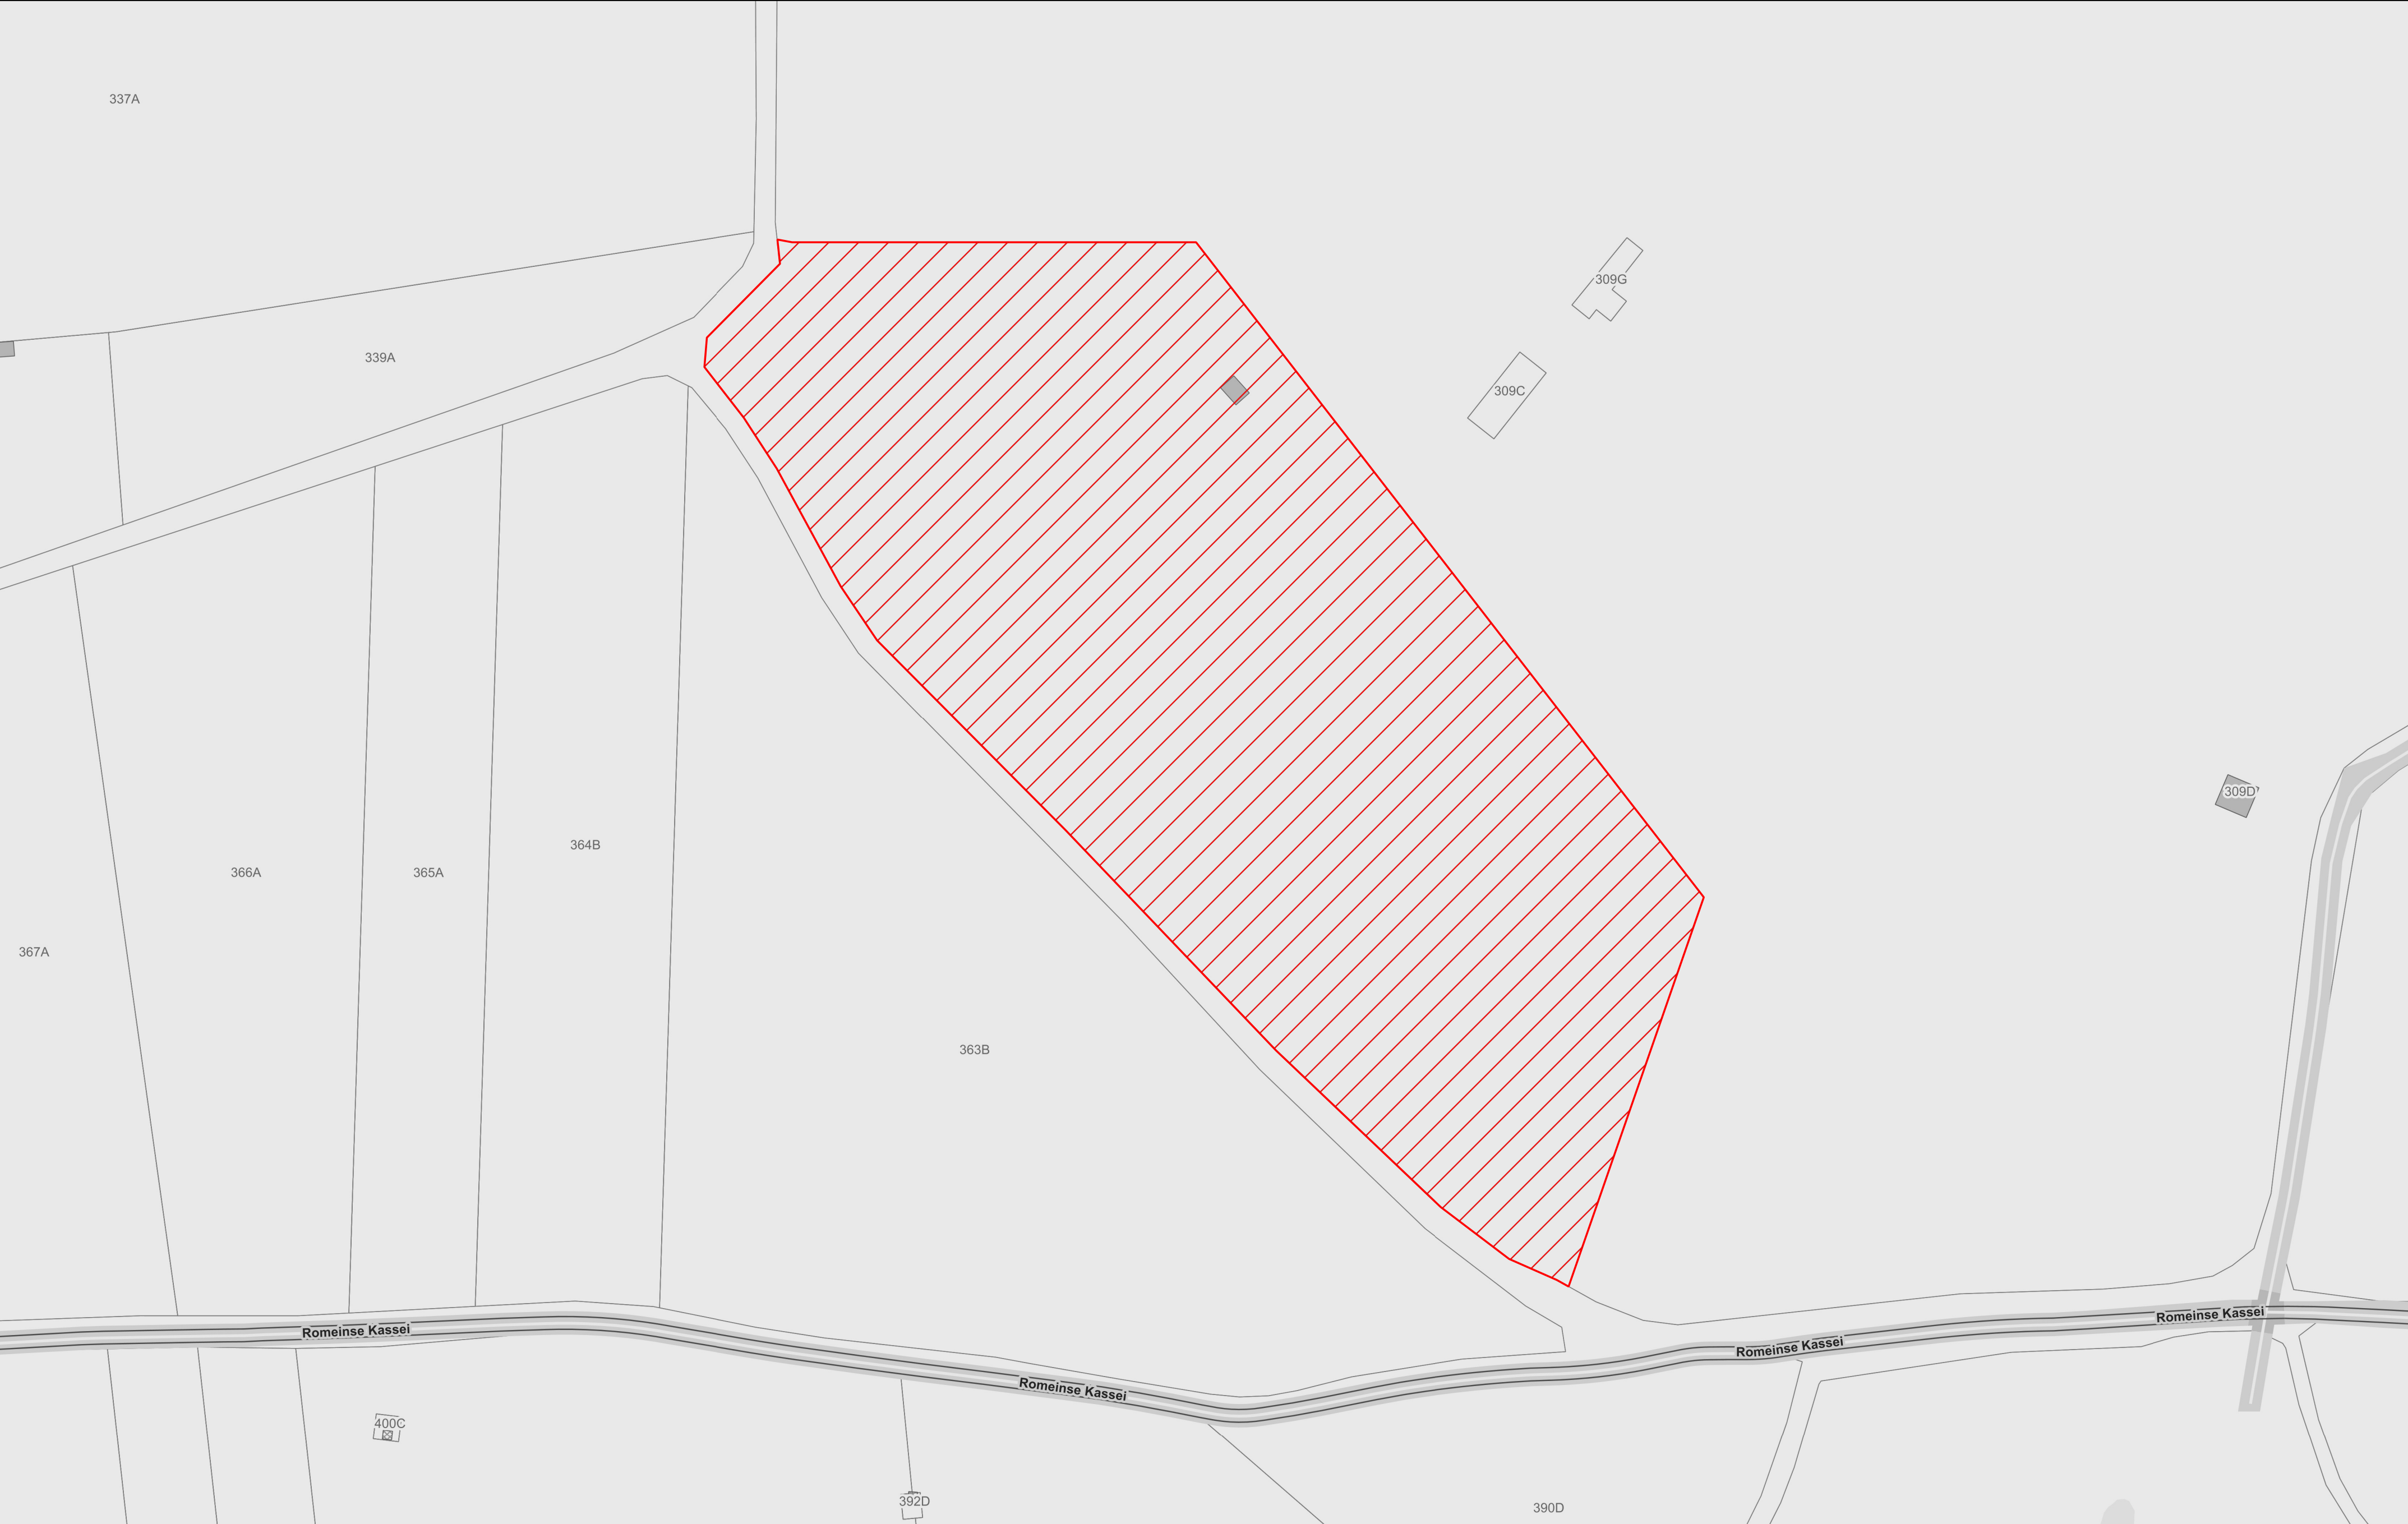 337A
309G
339A
309C
309D
364B
366A
365A
367A
363B
Romeinse Kassei
Romeinse Kassei
Romeinse Kassei
Romeinse Kassei
400C
392D
390D